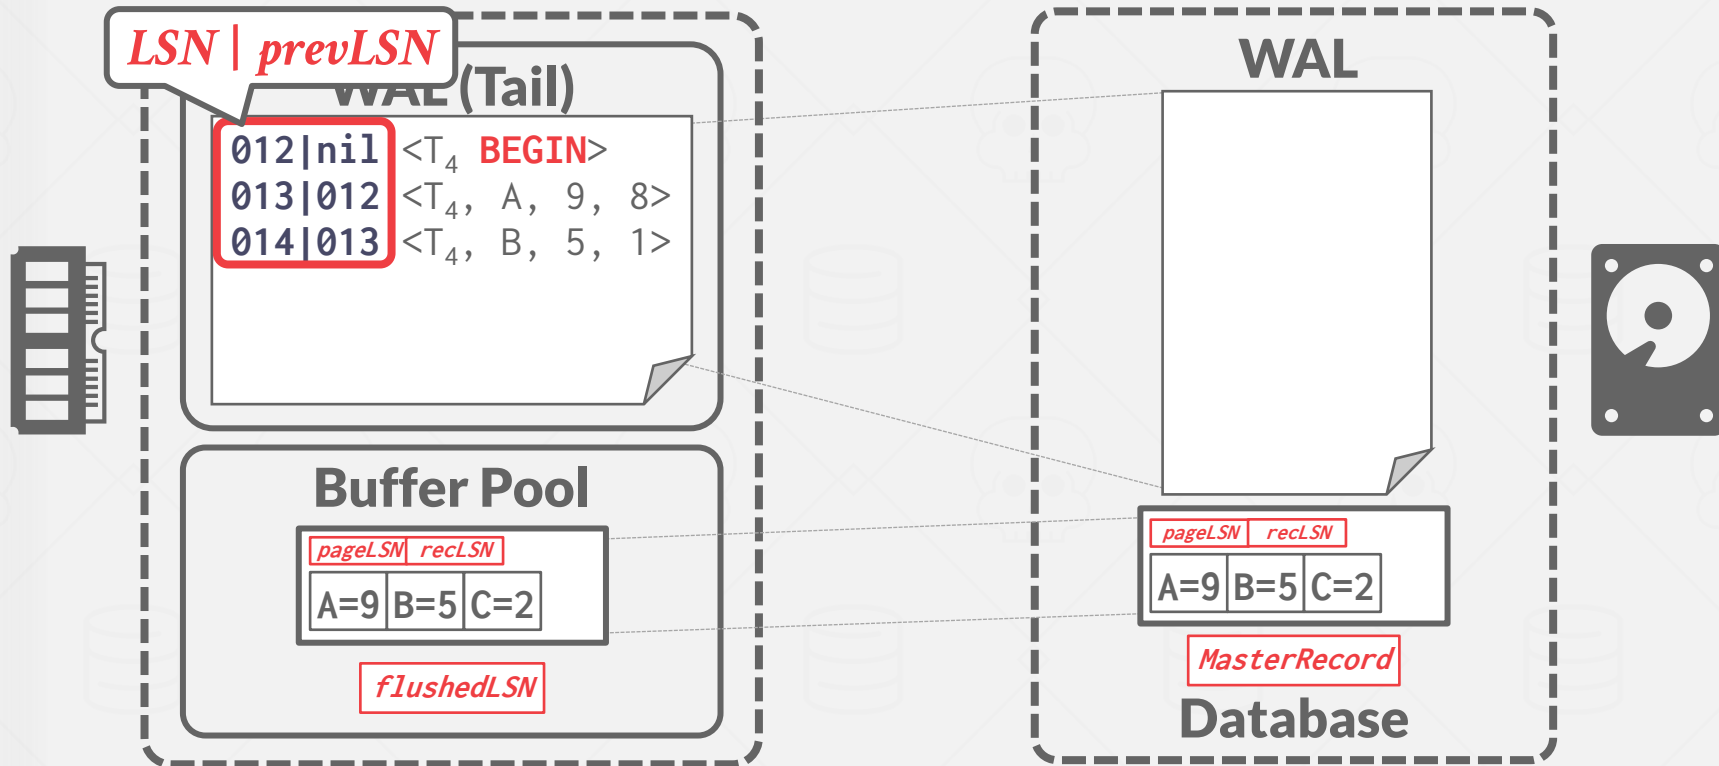 LSN | prevLSN
WAL (Tail)
012|nil <T4 BEGIN>
013|012 <T4, A, 9, 8>
014|013 <T4, B, 5, 1>
Buffer Pool
pageLSN recLSN
A=9 B=5 C=2
flushedLSN
WAL
pageLSN recLSN
A=9 B=5 C=2
MasterRecord
Database